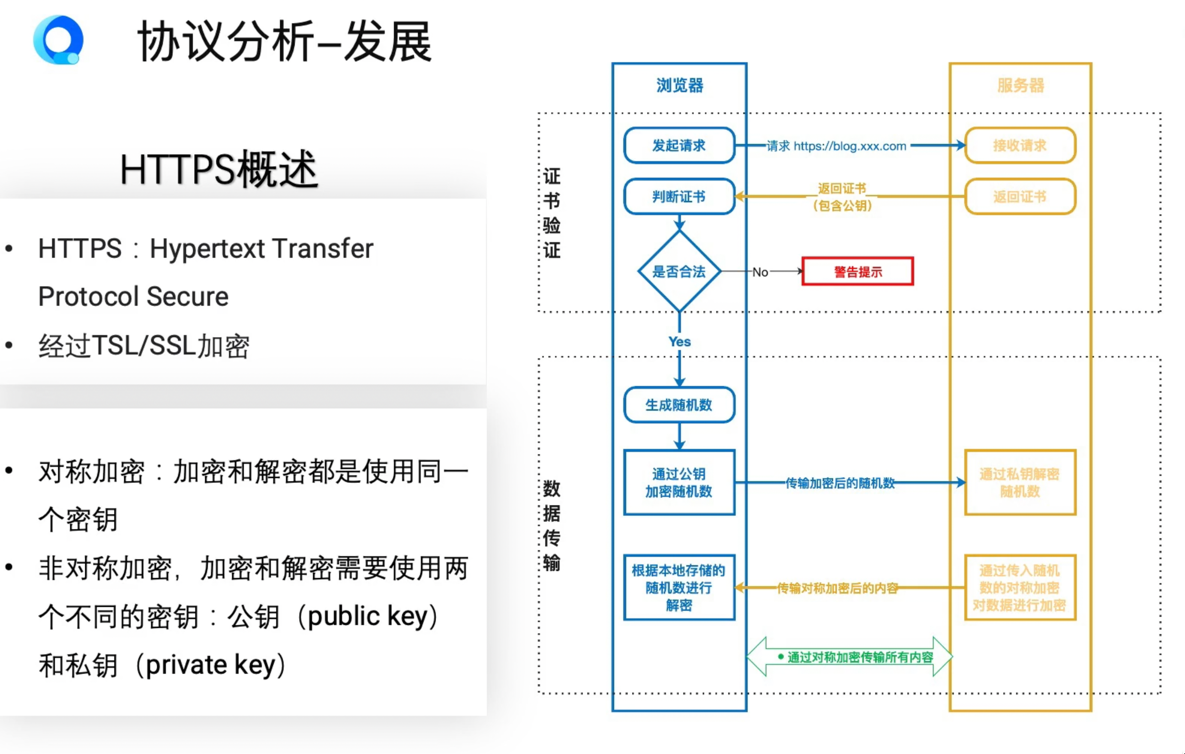 协议分析–发展
HTTPS概述
• HTTPS：Hypertext Transfer
Protocol Secure
• 经过TSL/SSL加密
• 对称加密：加密和解密都是使用同一
个密钥
• 非对称加密，加密和解密需要使用两
个不同的密钥：公钥（public key）
和私钥（private key）
浏览器
服务器
证
书
验
证
发起请求
请求 https://blog.xxx.com
接收请求
判断证书
返回证书
（包含公钥）
返回证书
是否合法
No
警告提示
Yes
数
据
传
输
生成随机数
通过公钥
加密随机数
传输加密后的随机数
通过私钥解密
随机数
根据本地存储的
随机数进行
解密
传输对称加密后的内容
通过传入随机
数的对称加密
对数据进行加密
• 通过对称加密传输所有内容